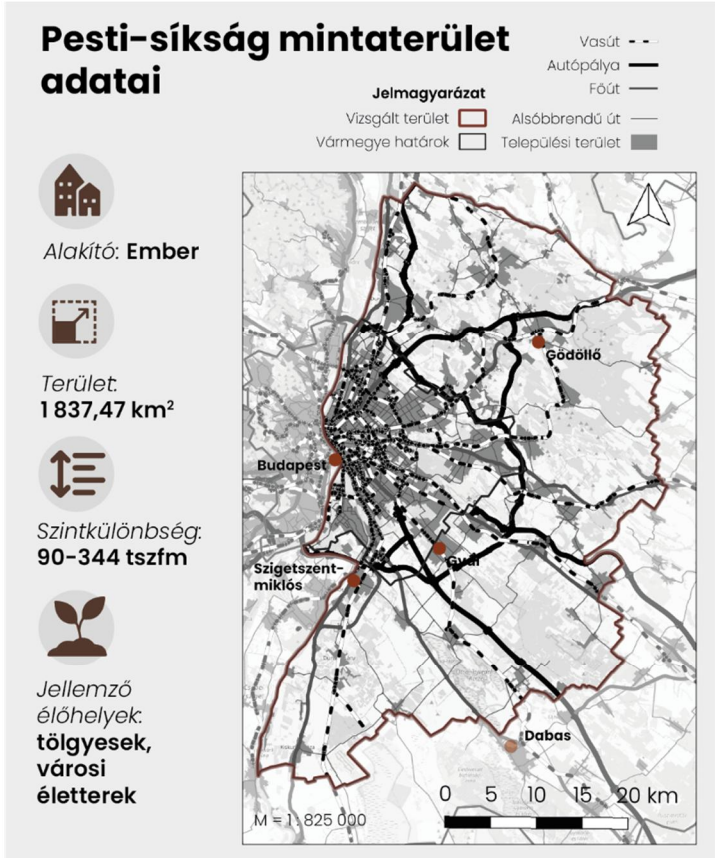 Pesti-síkság mintaterület
adatai
Jelmagyarázat
Vizsgált terület
Vármegye határok
Vasút
Autópálya
Főút
Alsóbbrendű út
Települési terület
Alakító: Ember
Terület:
1 837,47 km²
Szintkülönbség:
90-344 tszfm
Jellemző
élőhelyek:
tölgyesek,
városi
életterek
Gödöllő
Budapest
Gyál
Szigetszent-
miklós
Dabas
M = 1 : 825 000
0 5 10 15 20 km